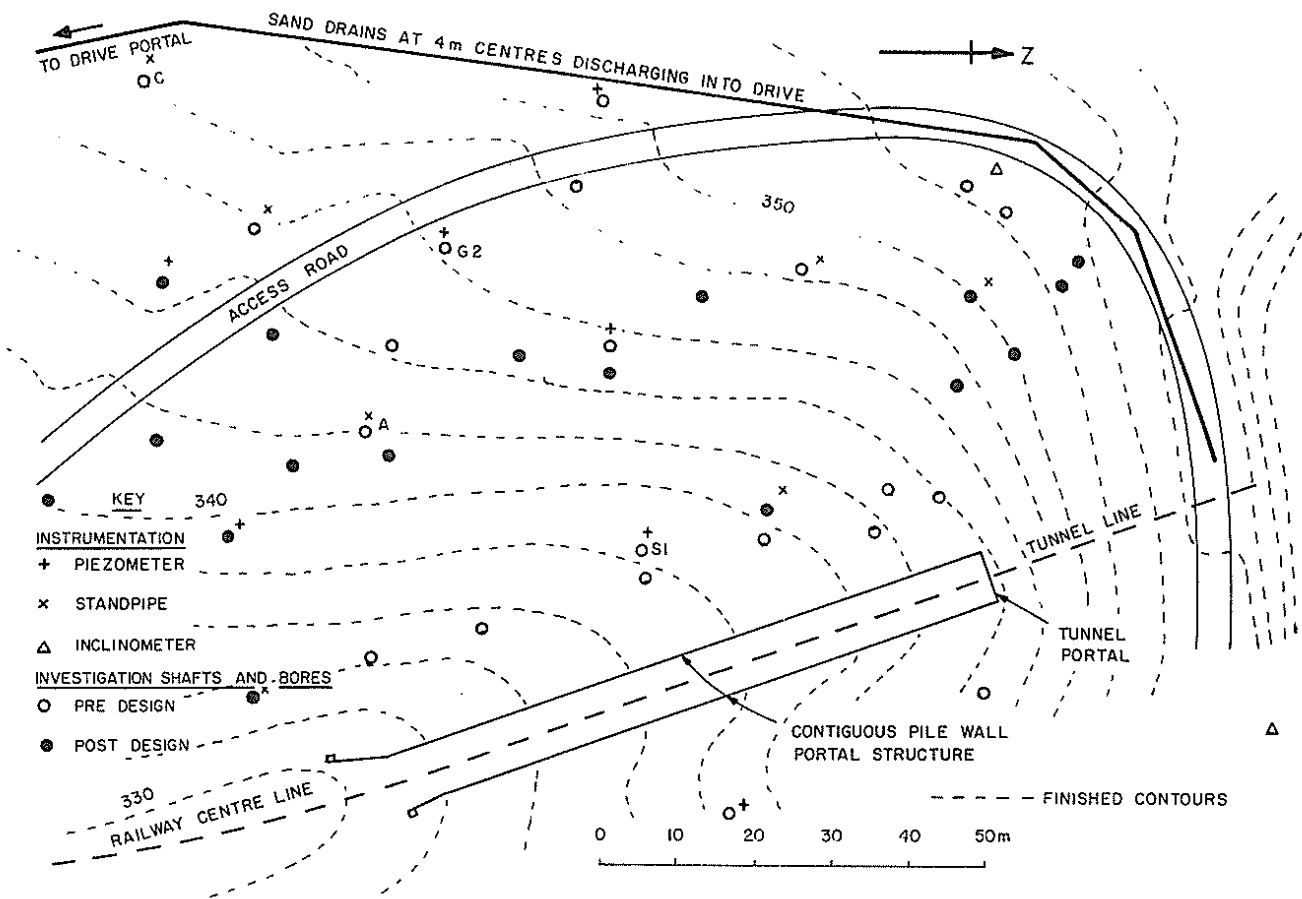 SAND DRAINS AT 4m CENTRES DISCHARGING INTO DRIVE
TO DRIVE PORTAL
Z
C
350
G2
ACCESS ROAD
A
KEY
340
INSTRUMENTATION
+ PIEZOMETER
x STANDPIPE
△ INCLINOMETER
INVESTIGATION SHAFTS AND BORES
○ PRE DESIGN
● POST DESIGN
S1
TUNNEL LINE
TUNNEL
PORTAL
CONTIGUOUS PILE WALL
PORTAL STRUCTURE
330
RAILWAY CENTRE LINE
FINISHED CONTOURS
0 10 20 30 40 50m